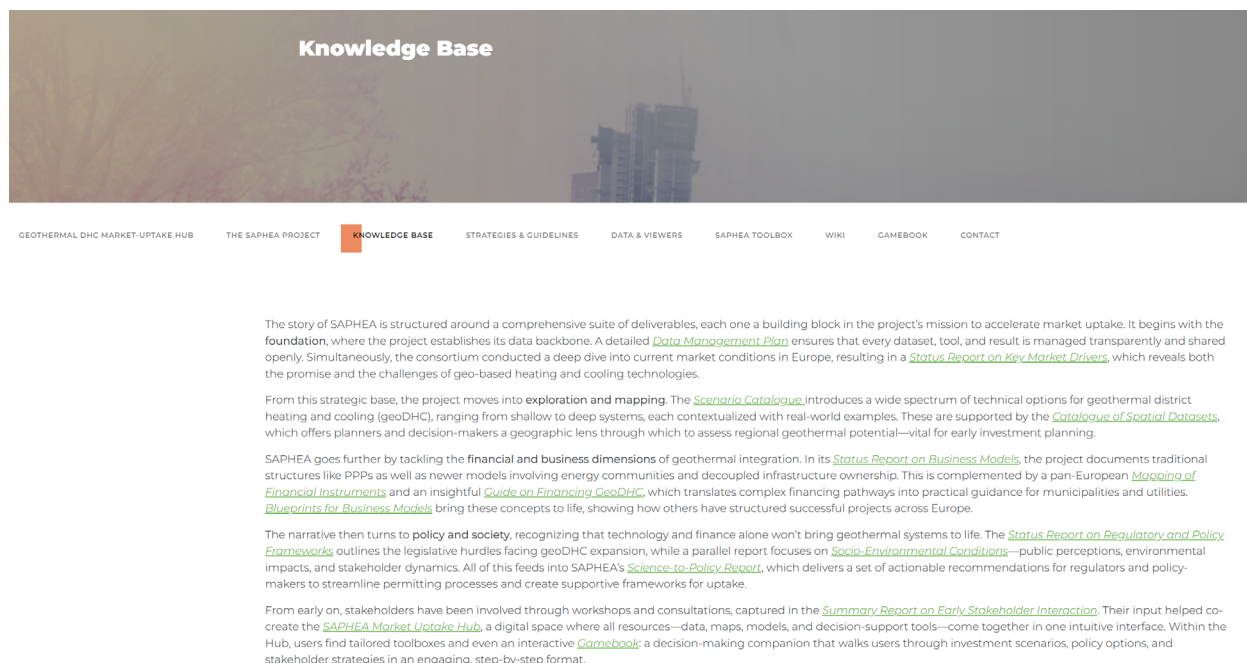 Knowledge Base
GEOTHERMAL DHC MARKET-UPTAKE HUB THE SAPHEA PROJECT KNOWLEDGE BASE STRATEGIES & GUIDELINES DATA & VIEWERS SAPHEA TOOLBOX WIKI GAMEBOOK CONTACT
The story of SAPHEA is structured around a comprehensive suite of deliverables, each one a building block in the project's mission to accelerate market uptake. It begins with the
foundation, where the project establishes its data backbone. A detailed Data Management Plan ensures that every dataset, tool, and result is managed transparently and shared
openly. Simultaneously, the consortium conducted a deep dive into current market conditions in Europe, resulting in a Status Report on Key Market Drivers, which reveals both
the promise and the challenges of geo-based heating and cooling technologies.
From this strategic base, the project moves into exploration and mapping. The Scenario Catalogue introduces a wide spectrum of technical options for geothermal district
heating and cooling (geoDHC), ranging from shallow to deep systems, each contextualized with real-world examples. These are supported by the Catalogue of Spatial Datasets,
which offers planners and decision-makers a geographic lens through which to assess regional geothermal potential—vital for early investment planning.
SAPHEA goes further by tackling the financial and business dimensions of geothermal integration. In its Status Report on Business Models, the project documents traditional
structures like PPPs as well as newer models involving energy communities and decoupled infrastructure ownership. This is complemented by a pan-European Mapping of
Financial Instruments and an insightful Guide on Financing GeoDHC, which translates complex financing pathways into practical guidance for municipalities and utilities.
Blueprints for Business Models bring these concepts to life, showing how others have structured successful projects across Europe.
The narrative then turns to policy and society, recognizing that technology and finance alone won't bring geothermal systems to life. The Status Report on Regulatory and Policy
Frameworks outlines the legislative hurdles facing geoDHC expansion, while a parallel report focuses on Socio-Environmental Conditions—public perceptions, environmental
impacts, and stakeholder dynamics. All of this feeds into SAPHEA's Science-to-Policy Report, which delivers a set of actionable recommendations for regulators and policy-
makers to streamline permitting processes and create supportive frameworks for uptake.
From early on, stakeholders have been involved through workshops and consultations, captured in the Summary Report on Early Stakeholder Interaction. Their input helped co-
create the SAPHEA Market Uptake Hub, a digital space where all resources—data, maps, models, and decision-support tools—come together in one intuitive interface. Within the
Hub, users find tailored toolboxes and even an interactive Gamebook: a decision-making companion that walks users through investment scenarios, policy options, and
stakeholder strategies in an engaging, step-by-step format.